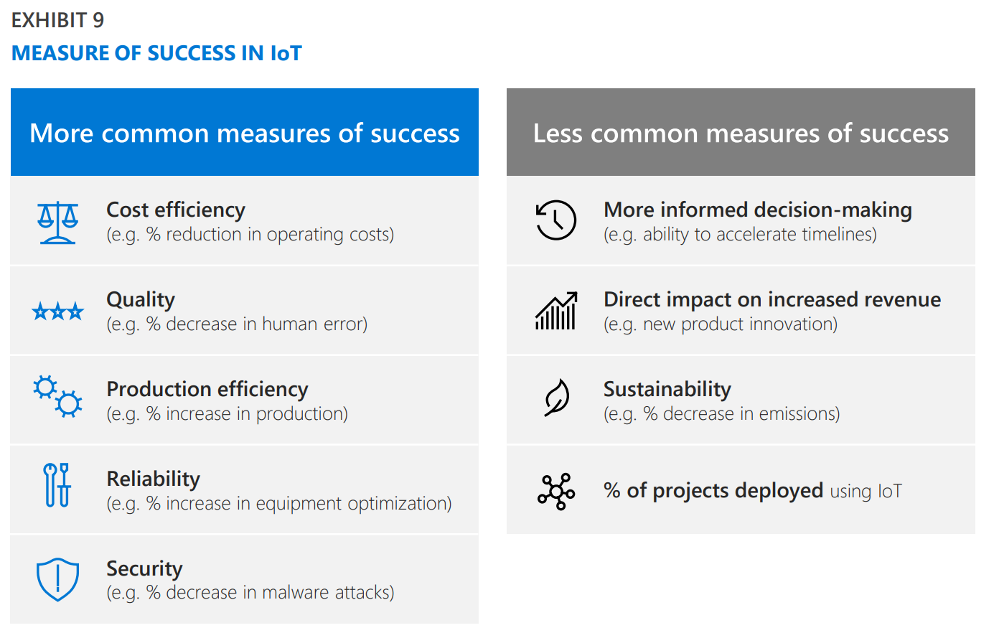 EXHIBIT 9
MEASURE OF SUCCESS IN IoT
More common measures of success
Cost efficiency
(e.g. % reduction in operating costs)
Quality
(e.g. % decrease in human error)
Production efficiency
(e.g. % increase in production)
Reliability
(e.g. % increase in equipment optimization)
Security
(e.g. % decrease in malware attacks)
Less common measures of success
More informed decision-making
(e.g. ability to accelerate timelines)
Direct impact on increased revenue
(e.g. new product innovation)
Sustainability
(e.g. % decrease in emissions)
% of projects deployed using IoT